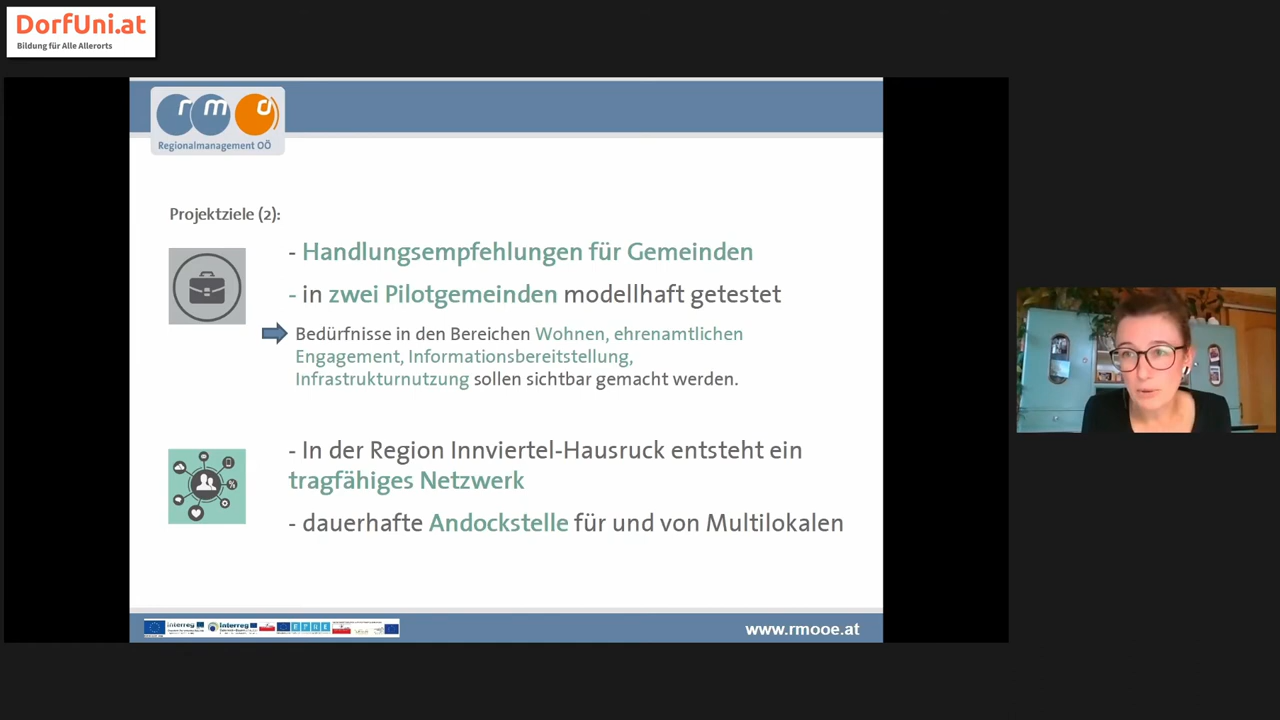 DorfUni.at
Bildung für Alle Allerorts
rmo
Regionalmanagement OÖ
Projektziele (2):
- Handlungsempfehlungen für Gemeinden
- in zwei Pilotgemeinden modellhaft getestet
Bedürfnisse in den Bereichen Wohnen, ehrenamtlichen
Engagement, Informationsbereitstellung,
Infrastrukturnutzung sollen sichtbar gemacht werden.
- In der Region Innviertel-Hausruck entsteht ein
tragfähiges Netzwerk
- dauerhafte Andockstelle für und von Multilokalen
Interreg
Interreg
www.rmooe.at